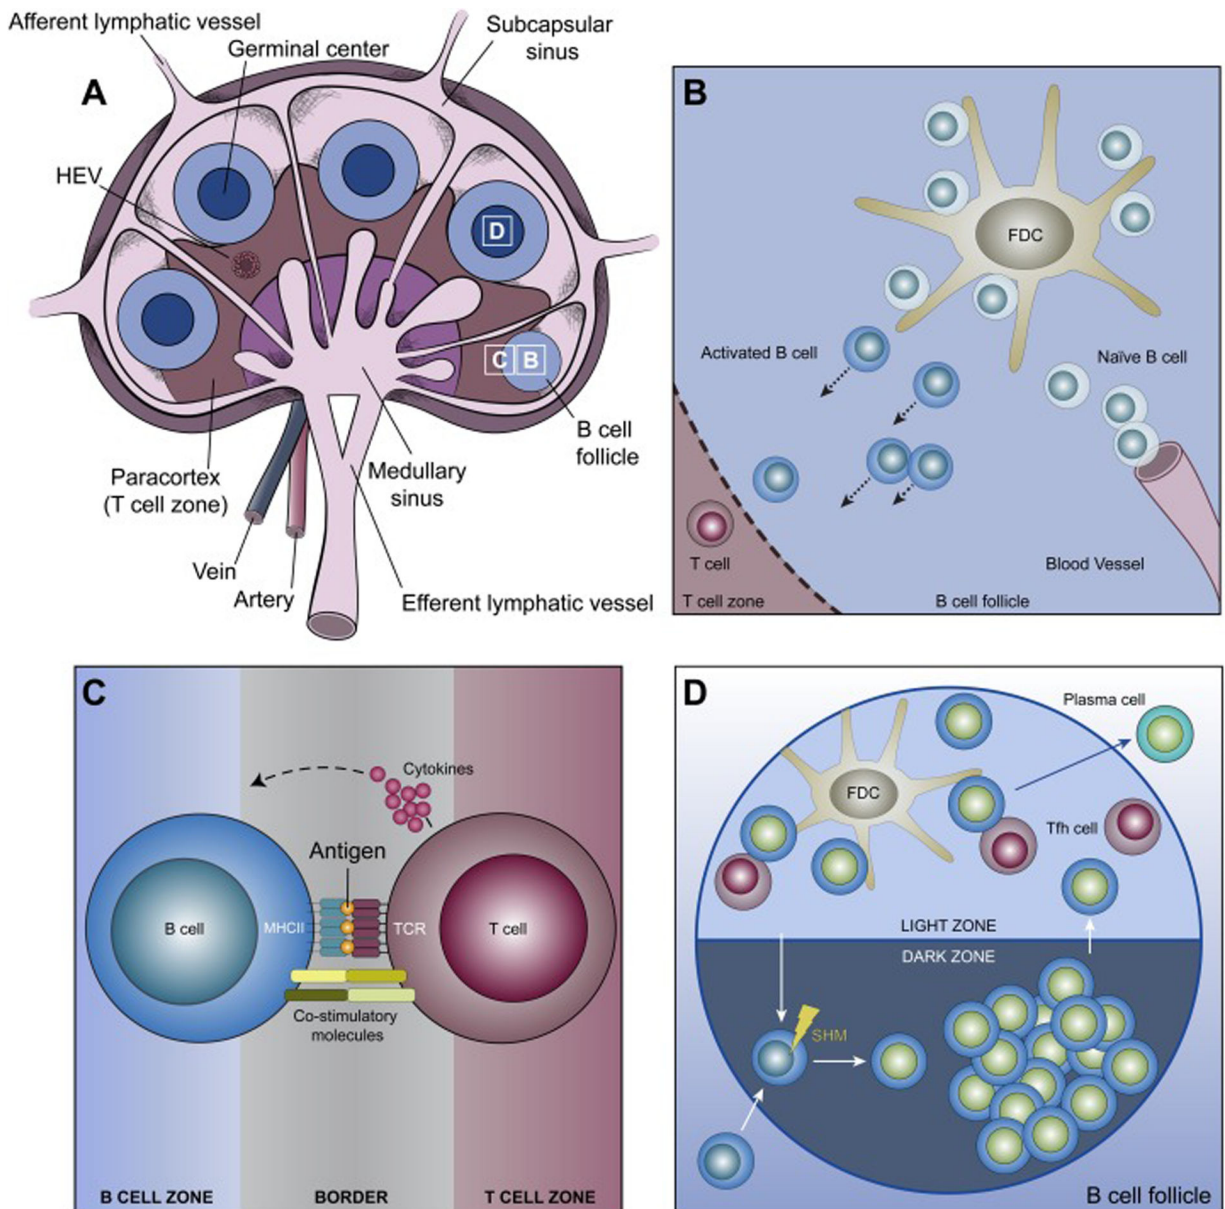 Afferent lymphatic vessel
Germinal center
Subcapsular
sinus
A
HEV
D
C B
B cell
follicle
Paracortex
(T cell zone)
Medullary
sinus
Vein
Artery
Efferent lymphatic vessel
B
FDC
Activated B cell
Naïve B cell
T cell
Blood Vessel
T cell zone
B cell follicle
C
Cytokines
Antigen
B cell
MHCII
TCR
T cell
Co-stimulatory
molecules
B CELL ZONE
BORDER
T CELL ZONE
D
Plasma cell
FDC
Tfh cell
LIGHT ZONE
DARK ZONE
SHM
B cell follicle